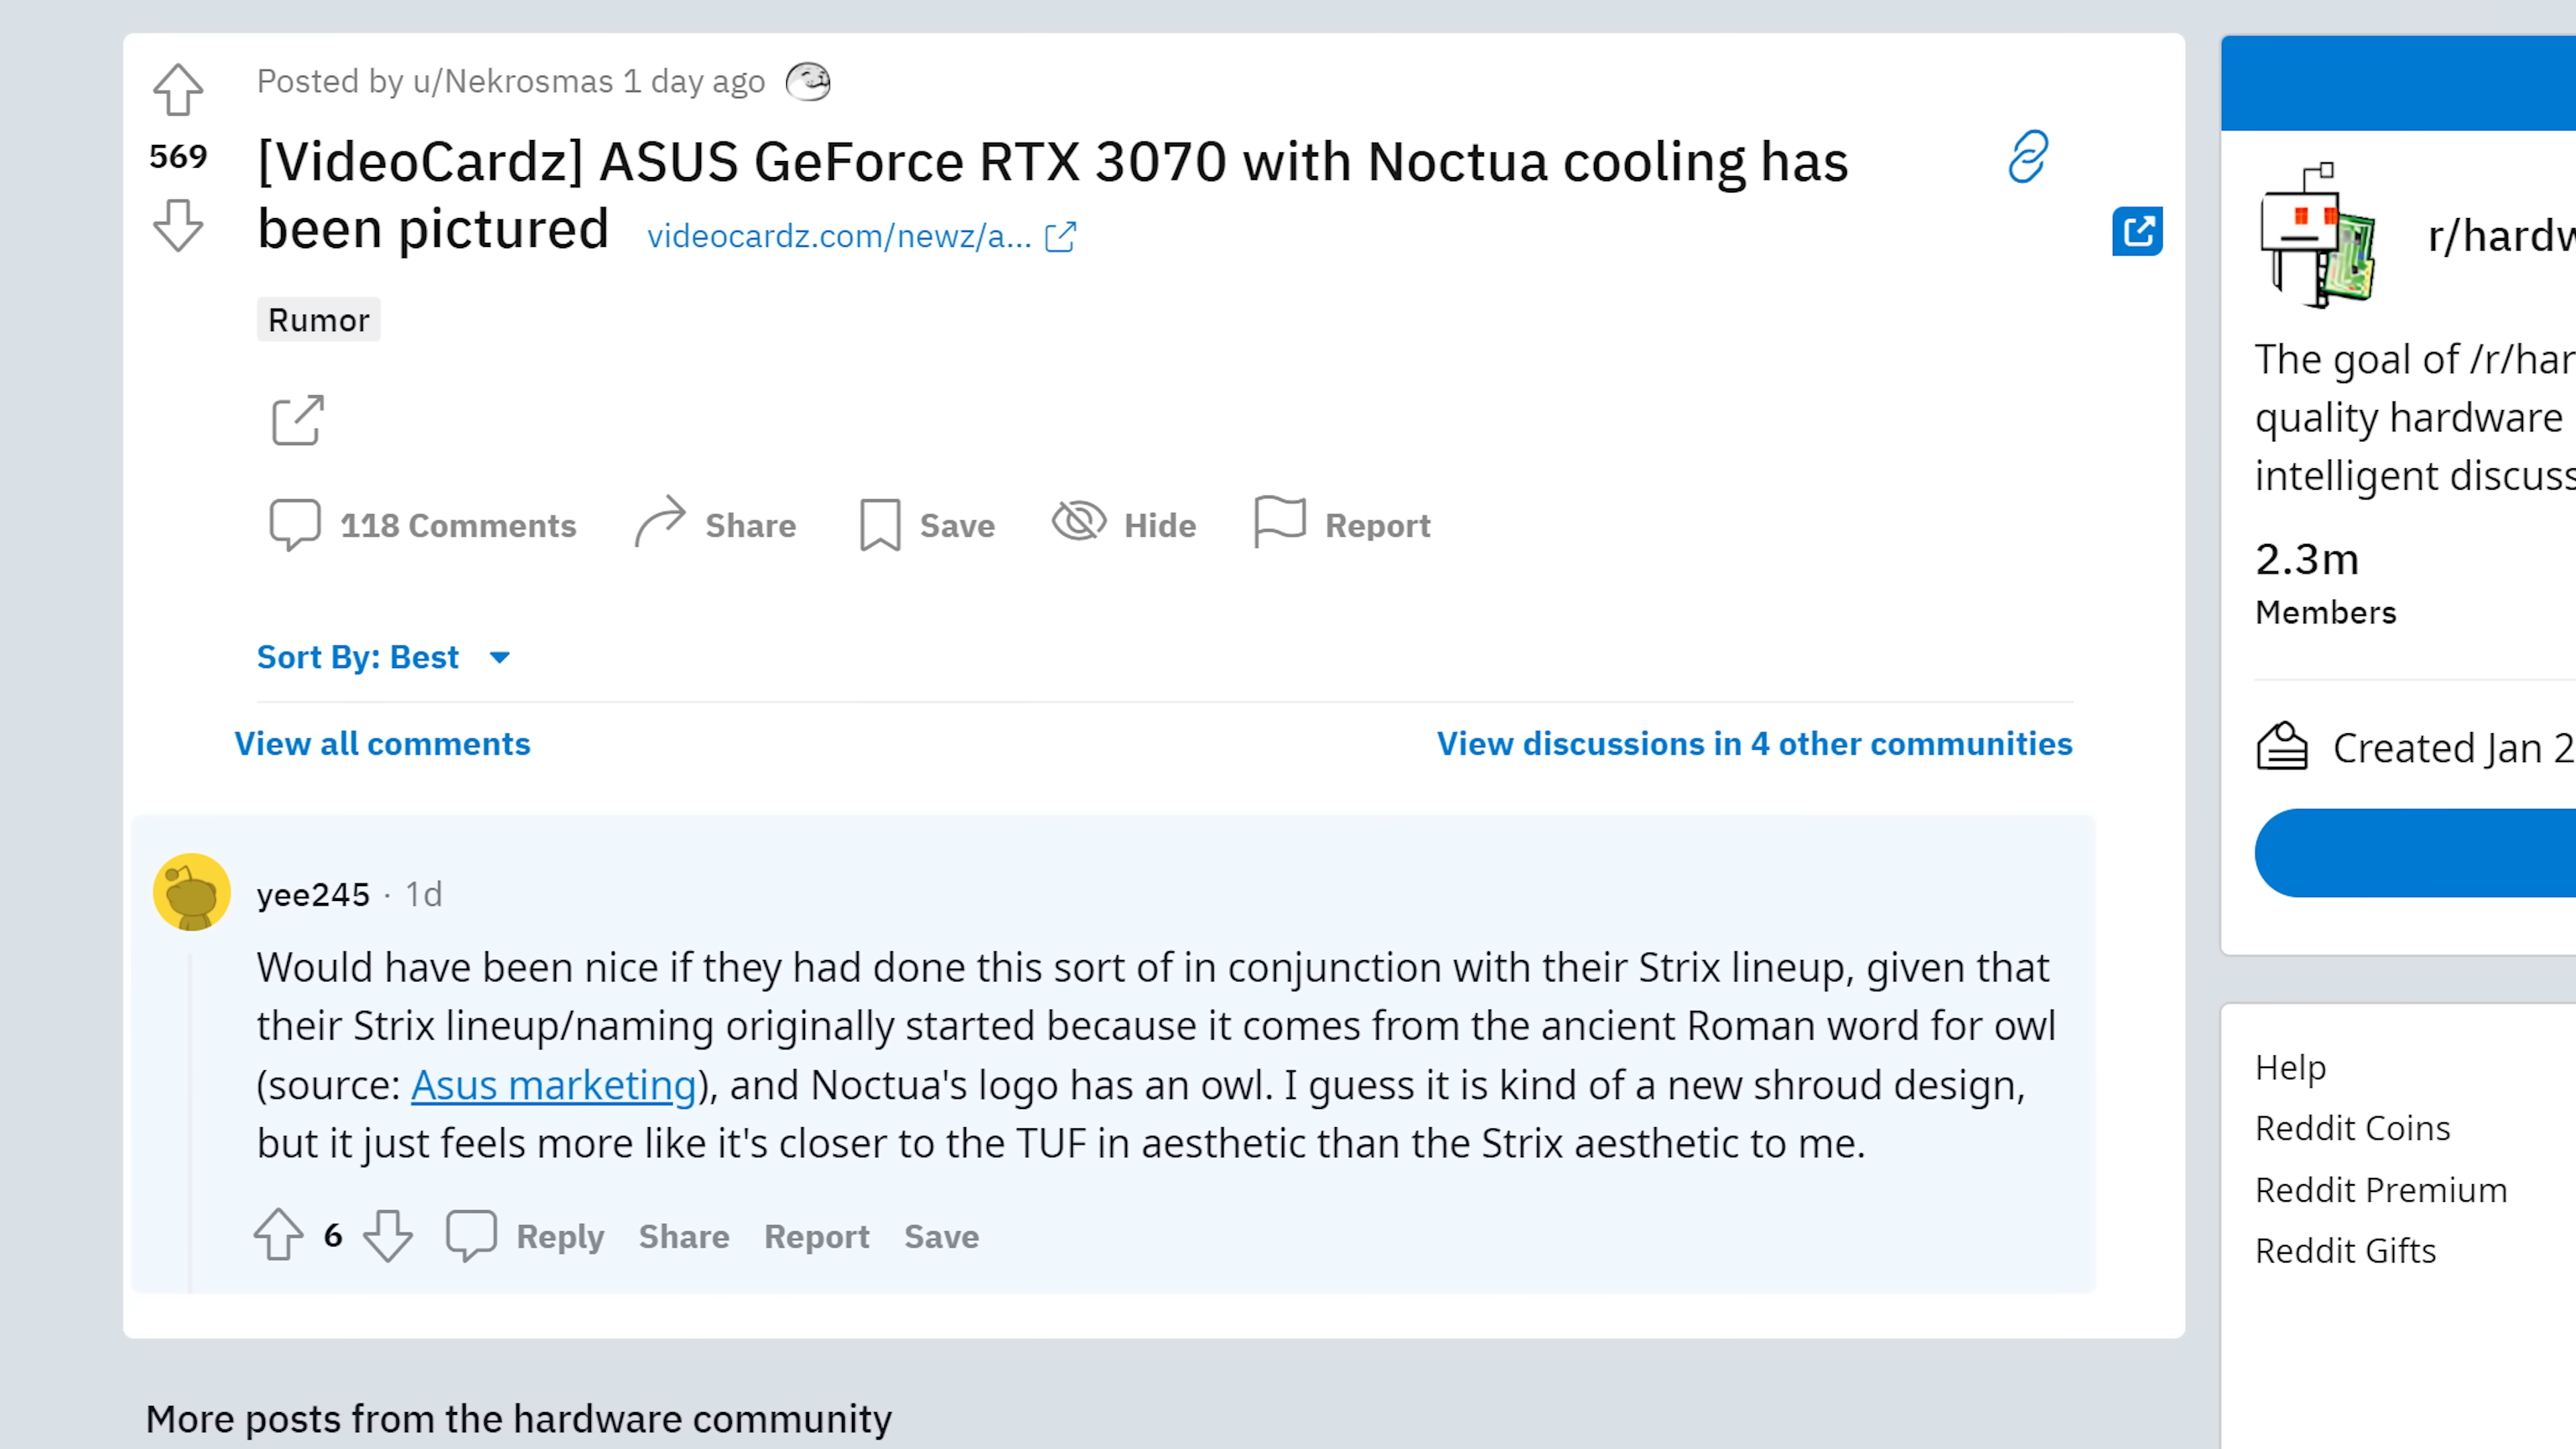 Posted by u/Nekrosmas 1 day ago
569
[VideoCardz] ASUS GeForce RTX 3070 with Noctua cooling has
been pictured videocardz.com/newz/a...
Rumor
118 Comments Share Save Hide Report
Sort By: Best
View all comments View discussions in 4 other communities
yee245 · 1d
Would have been nice if they had done this sort of in conjunction with their Strix lineup, given that
their Strix lineup/naming originally started because it comes from the ancient Roman word for owl
(source: Asus marketing), and Noctua's logo has an owl. I guess it is kind of a new shroud design,
but it just feels more like it's closer to the TUF in aesthetic than the Strix aesthetic to me.
6 Reply Share Report Save
More posts from the hardware community
r/hardw
The goal of /r/har
quality hardware
intelligent discuss
2.3m
Members
Created Jan 2
Help
Reddit Coins
Reddit Premium
Reddit Gifts